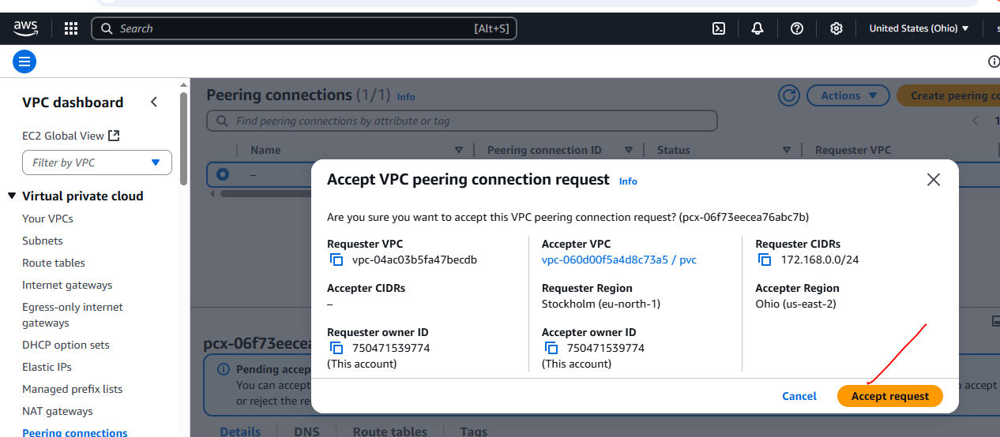 aws
Search
[Alt+S]
United States (Ohio)
VPC dashboard
EC2 Global View
Filter by VPC
Virtual private cloud
Your VPCs
Subnets
Route tables
Internet gateways
Egress-only internet
gateways
DHCP option sets
Elastic IPs
Managed prefix lists
NAT gateways
Peering connections
Peering connections (1/1) Info
Actions
Create peering co
Find peering connections by attribute or tag
1
Name
Peering connection ID
Status
Requester VPC
–
Accept VPC peering connection request Info
Are you sure you want to accept this VPC peering connection request? (pcx-06f73eecea76abc7b)
Requester VPC
vpc-04ac03b5fa47becdb
Accepter VPC
vpc-060d00f5a4d8c73a5 / pvc
Requester CIDRs
172.168.0.0/24
Accepter CIDRs
–
Requester Region
Stockholm (eu-north-1)
Accepter Region
Ohio (us-east-2)
Requester owner ID
750471539774
(This account)
Accepter owner ID
750471539774
(This account)
Cancel
Accept request
pcx-06f73eecea
Pending accep
You can accept
o accept
or reject the re
Details
DNS
Route tables
Tags